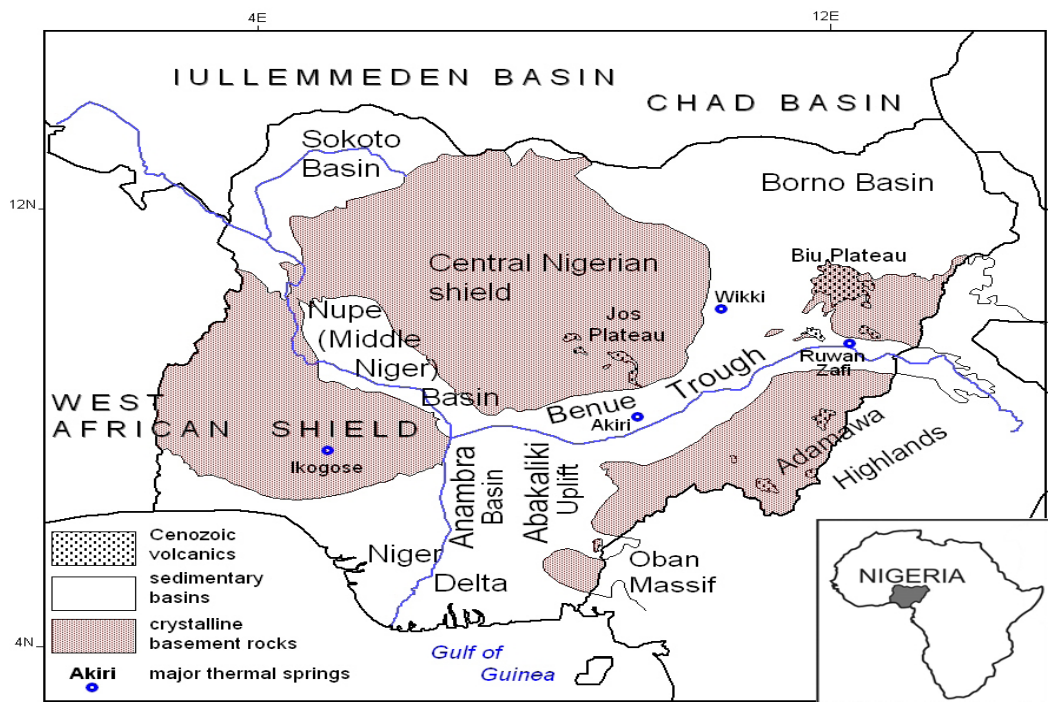 4E
12E
IULLEMMEDEN BASIN
CHAD BASIN
Sokoto
Basin
12N
Borno Basin
Biu Plateau
Central Nigerian
shield
Wikki
Nupe
(Middle
Niger)
Basin
Jos
Plateau
Ruwan
Zafi
Benue Trough
Akiri
WEST
AFRICAN SHIELD
Ikogose
Adamawa
Highlands
Anambra
Basin
Abakaliki
Uplift
Niger
Delta
Oban
Massif
Cenozoic
volcanics
sedimentary
basins
crystalline
basement rocks
Akiri major thermal springs
4N
Gulf of
Guinea
NIGERIA